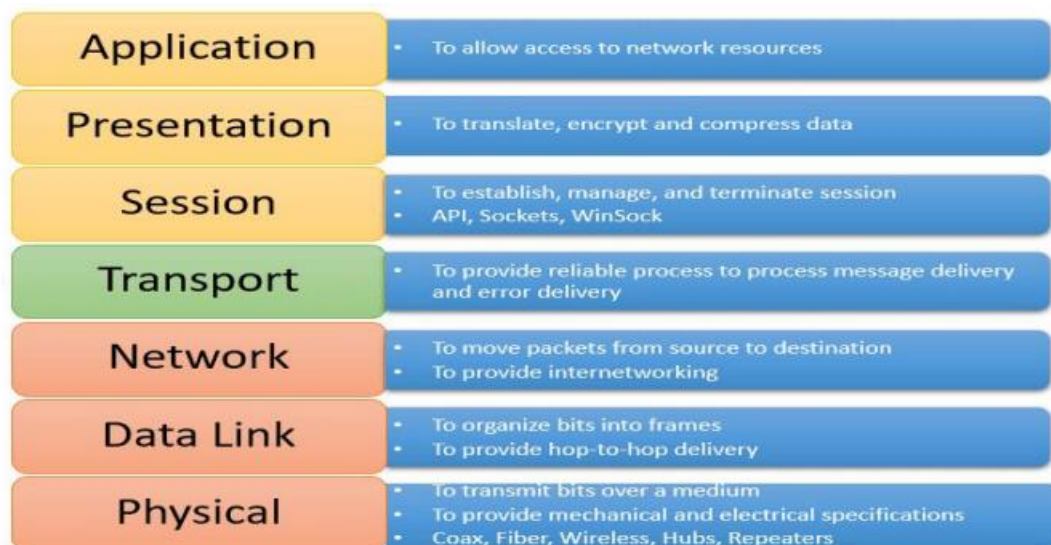 Application
• To allow access to network resources
Presentation
• To translate, encrypt and compress data
Session
• To establish, manage, and terminate session
• API, Sockets, WinSock
Transport
• To provide reliable process to process message delivery
and error delivery
Network
• To move packets from source to destination
• To provide internetworking
Data Link
• To organize bits into frames
• To provide hop-to-hop delivery
Physical
• To transmit bits over a medium
• To provide mechanical and electrical specifications
• Coax, Fiber, Wireless, Hubs, Repeaters